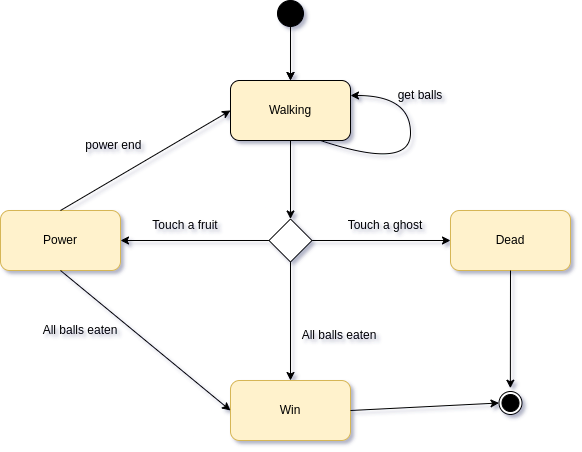 Walking
get balls
power end
Touch a fruit
Touch a ghost
Power
Dead
All balls eaten
All balls eaten
Win